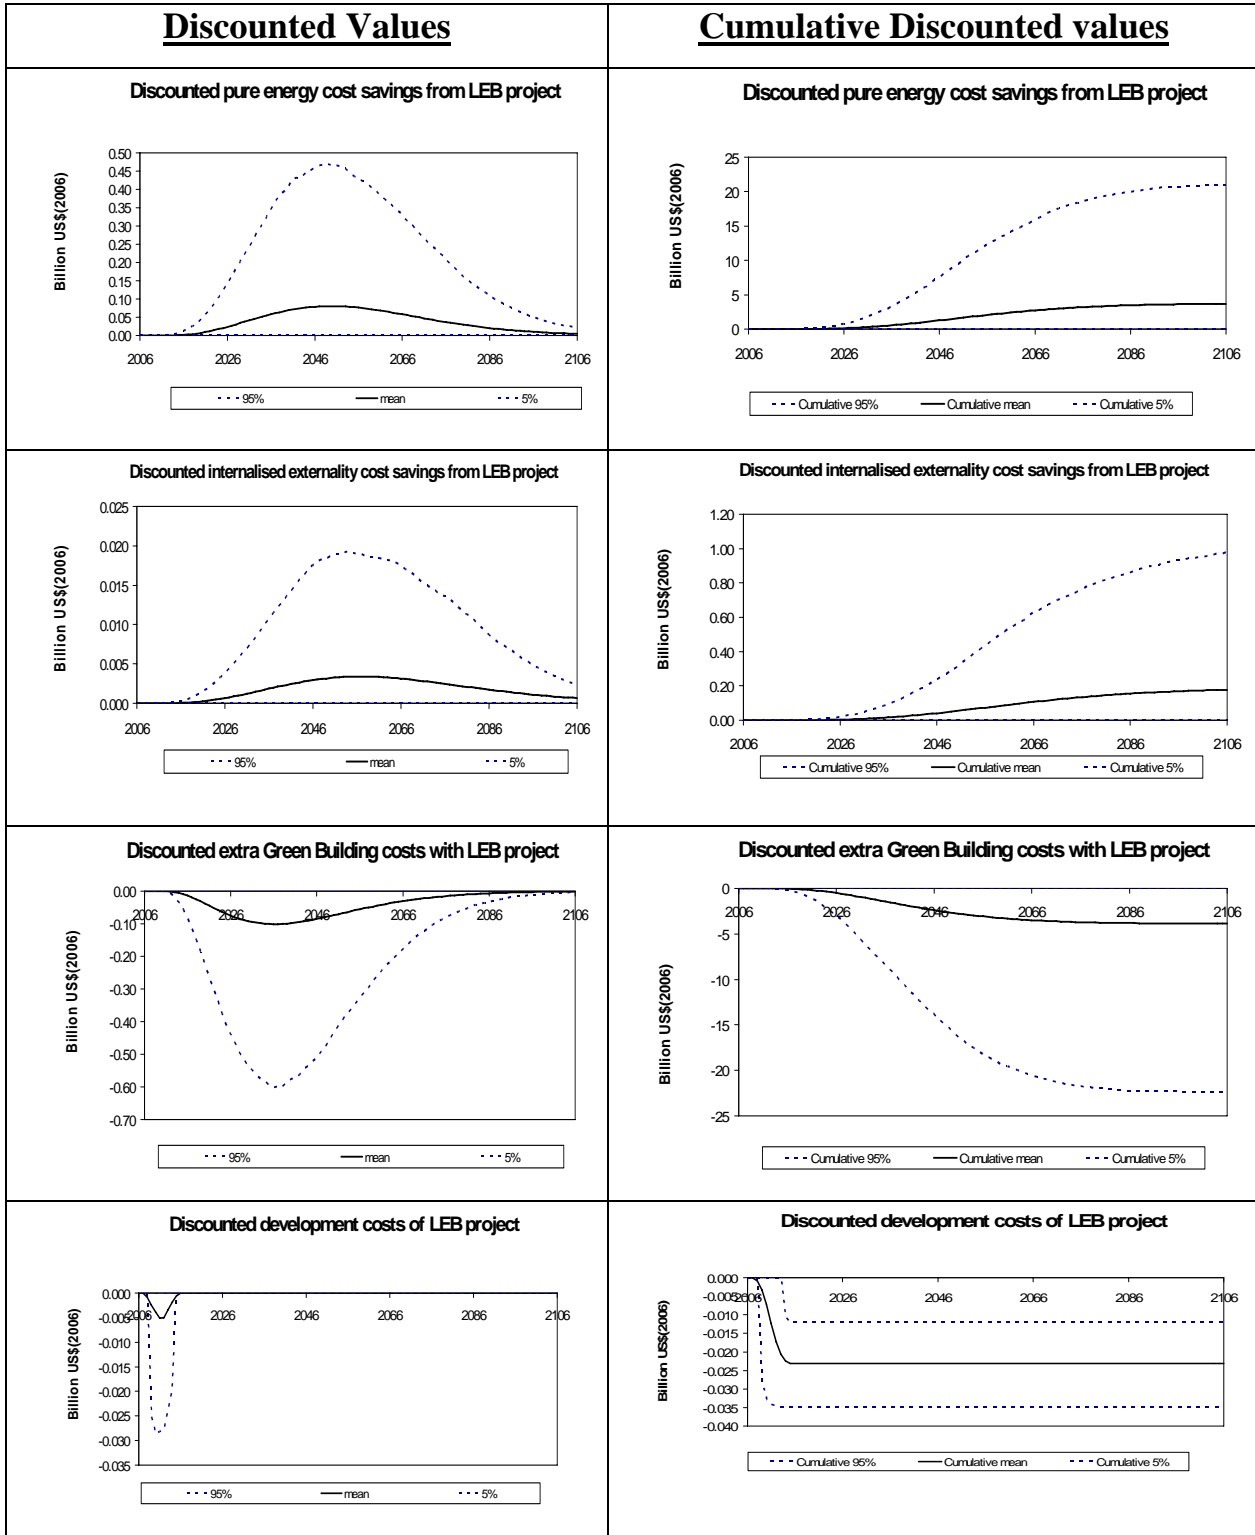 Discounted Values
Cumulative Discounted values
Discounted pure energy cost savings from LEB project
Billion US$(2006)
0.50
0.45
0.40
0.35
0.30
0.25
0.20
0.15
0.10
0.05
0.00
2006 2026 2046 2066 2086 2106
95% mean 5%
Discounted pure energy cost savings from LEB project
Billion US$(2006)
25
20
15
10
5
0
2006 2026 2046 2066 2086 2106
Cumulative 95% Cumulative mean Cumulative 5%
Discounted internalised externality cost savings from LEB project
Billion US$(2006)
0.025
0.020
0.015
0.010
0.005
0.000
2006 2026 2046 2066 2086 2106
95% mean 5%
Discounted internalised externality cost savings from LEB project
Billion US$(2006)
1.20
1.00
0.80
0.60
0.40
0.20
0.00
2006 2026 2046 2066 2086 2106
Cumulative 95% Cumulative mean Cumulative 5%
Discounted extra Green Building costs with LEB project
Billion US$(2006)
0.00
2006 2026 2046 2066 2086 2106
-0.10
-0.20
-0.30
-0.40
-0.50
-0.60
-0.70
95% mean 5%
Discounted extra Green Building costs with LEB project
Billion US$(2006)
0
2006 2026 2046 2066 2086 2106
-5
-10
-15
-20
-25
Cumulative 95% Cumulative mean Cumulative 5%
Discounted development costs of LEB project
Billion US$(2006)
0.000
2006 2026 2046 2066 2086 2106
-0.005
-0.010
-0.015
-0.020
-0.025
-0.030
-0.035
95% mean 5%
Discounted development costs of LEB project
Billion US$(2006)
0.000
2006 2026 2046 2066 2086 2106
-0.005
-0.010
-0.015
-0.020
-0.025
-0.030
-0.035
-0.040
Cumulative 95% Cumulative mean Cumulative 5%